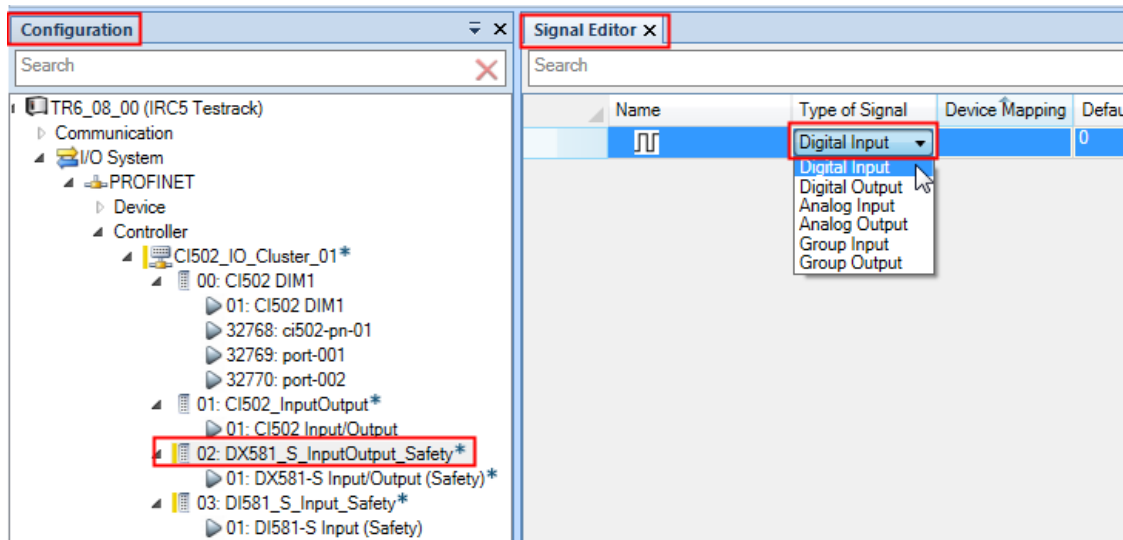 Configuration
Search
TR6_08_00 (IRC5 Testrack)
Communication
I/O System
PROFINET
Device
Controller
CI502_IO_Cluster_01*
00: CI502 DIM1
01: CI502 DIM1
32768: ci502-pn-01
32769: port-001
32770: port-002
01: CI502_InputOutput*
01: CI502 Input/Output
02: DX581_S_InputOutput_Safety*
01: DX581-S Input/Output (Safety)*
03: DI581_S_Input_Safety*
01: DI581-S Input (Safety)
Signal Editor X
Search
Name Type of Signal Device Mapping Defau
Digital Input 0
Digital Input
Digital Output
Analog Input
Analog Output
Group Input
Group Output